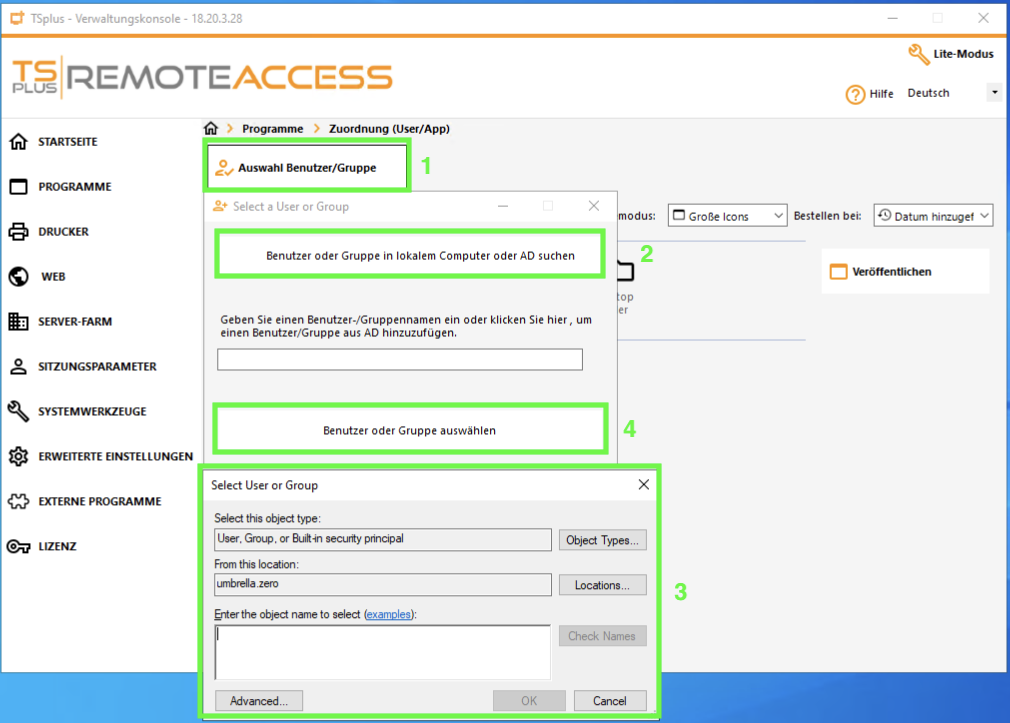 TSplus - Verwaltungskonsole - 18.20.3.28
Lite-Modus
TS PLUS REMOTEACCESS
Hilfe
Deutsch
Programme
Zuordnung (User/App)
STARTSEITE
PROGRAMME
DRUCKER
WEB
SERVER-FARM
SITZUNGSPARAMETER
SYSTEMWERKZEUGE
ERWEITERTE EINSTELLUNGEN
EXTERNE PROGRAMME
LIZENZ
Auswahl Benutzer/Gruppe
1
Select a User or Group
modus:
Große Icons
Bestellen bei:
Datum hinzugef
Benutzer oder Gruppe in lokalem Computer oder AD suchen
2
Veröffentlichen
top
er
Geben Sie einen Benutzer-/Gruppennamen ein oder klicken Sie hier , um
einen Benutzer/Gruppe aus AD hinzuzufügen.
Benutzer oder Gruppe auswählen
4
Select User or Group
Select this object type:
User, Group, or Built-in security principal
Object Types...
From this location:
umbrella.zero
Locations...
3
Enter the object name to select (examples):
Check Names
Advanced...
OK
Cancel